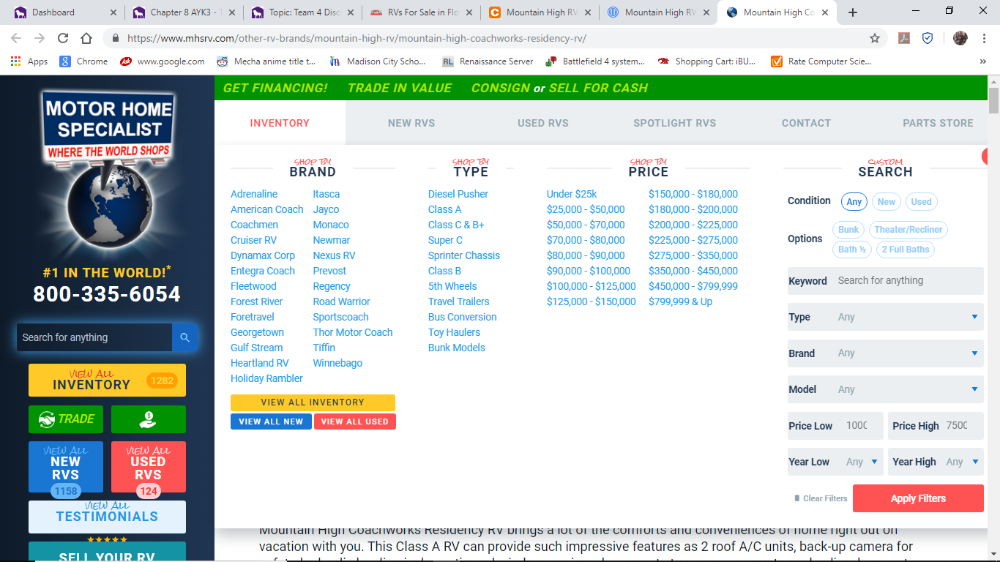 Dashboard
Chapter 8 AYK3 - T
Topic: Team 4 Disc
RVs For Sale in Flo
Mountain High RV
Mountain High RV
Mountain High Co
https://www.mhsrv.com/other-rv-brands/mountain-high-rv/mountain-high-coachworks-residency-rv/
Apps
Chrome
Ask
www.google.com
Mecha anime title t...
Madison City Scho...
RL Renaissance Server
Battlefield 4 system...
Shopping Cart: iBU...
Rate Computer Scie...
MOTOR HOME
SPECIALIST
WHERE THE WORLD SHOPS
#1 IN THE WORLD!*
800-335-6054
Search for anything
VIEW ALL
INVENTORY 1282
TRADE
VIEW ALL
NEW
RVS
1158
VIEW ALL
USED
RVS
124
VIEW ALL
TESTIMONIALS
SELL YOUR RV
GET FINANCING! TRADE IN VALUE CONSIGN or SELL FOR CASH
INVENTORY NEW RVS USED RVS SPOTLIGHT RVS CONTACT PARTS STORE
SHOP BY
BRAND
Adrenaline
American Coach
Coachmen
Cruiser RV
Dynamax Corp
Entegra Coach
Fleetwood
Forest River
Foretravel
Georgetown
Gulf Stream
Heartland RV
Holiday Rambler
Itasca
Jayco
Monaco
Newmar
Nexus RV
Prevost
Regency
Road Warrior
Sportscoach
Thor Motor Coach
Tiffin
Winnebago
VIEW ALL INVENTORY
VIEW ALL NEW
VIEW ALL USED
SHOP BY
TYPE
Diesel Pusher
Class A
Class C & B+
Super C
Sprinter Chassis
Class B
5th Wheels
Travel Trailers
Bus Conversion
Toy Haulers
Bunk Models
SHOP BY
PRICE
Under $25k
$25,000 - $50,000
$50,000 - $70,000
$70,000 - $80,000
$80,000 - $90,000
$90,000 - $100,000
$100,000 - $125,000
$125,000 - $150,000
$150,000 - $180,000
$180,000 - $200,000
$200,000 - $225,000
$225,000 - $275,000
$275,000 - $350,000
$350,000 - $450,000
$450,000 - $799,999
$799,999 & Up
CUSTOM
SEARCH
Condition Any New Used
Options Bunk Theater/Recliner
Bath ½ 2 Full Baths
Keyword Search for anything
Type Any
Brand Any
Model Any
Price Low 1000 Price High 7500
Year Low Any Year High Any
Clear Filters Apply Filters
Mountain High Coachworks Residency RV brings a lot of the comforts and conveniences of home right out on
vacation with you. This Class A RV can provide such impressive features as 2 roof A/C units, back-up camera for